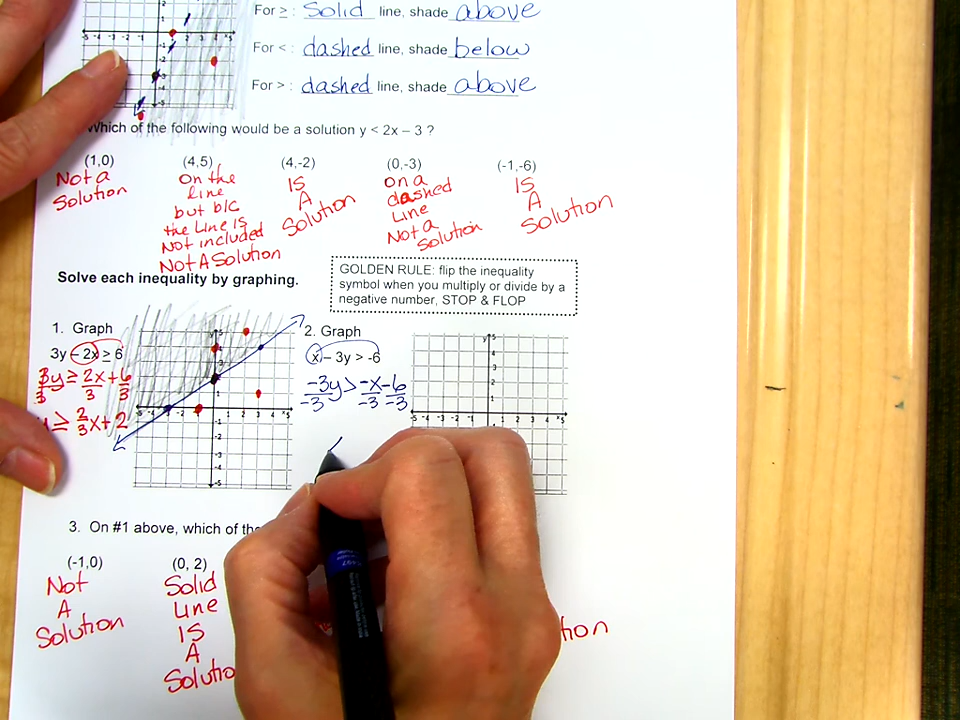 For ≥ : Solid line, shade above
For < : dashed line, shade below
For > : dashed line, shade above
Which of the following would be a solution y < 2x – 3 ?
(1,0) (4,5) (4,-2) (0,-3) (-1,-6)
Not a
Solution
on the
line
but b/c
the Line is
Not included
Not A Solution
IS
A
Solution
on a
dashed
Line
Not a
Solution
IS
A
Solution
Solve each inequality by graphing.
GOLDEN RULE: flip the inequality
symbol when you multiply or divide by a
negative number, STOP & FLOP
1. Graph
3y – 2x ≥ 6
3y ≥ 2x + 6
3 3 3
≥ 2/3 x + 2
2. Graph
x – 3y > -6
-3y > -x - 6
-3 -3 -3
3. On #1 above, which of the
(-1,0) (0, 2)
Not
A
Solution
Solid
Line
IS
A
Solutio
tion